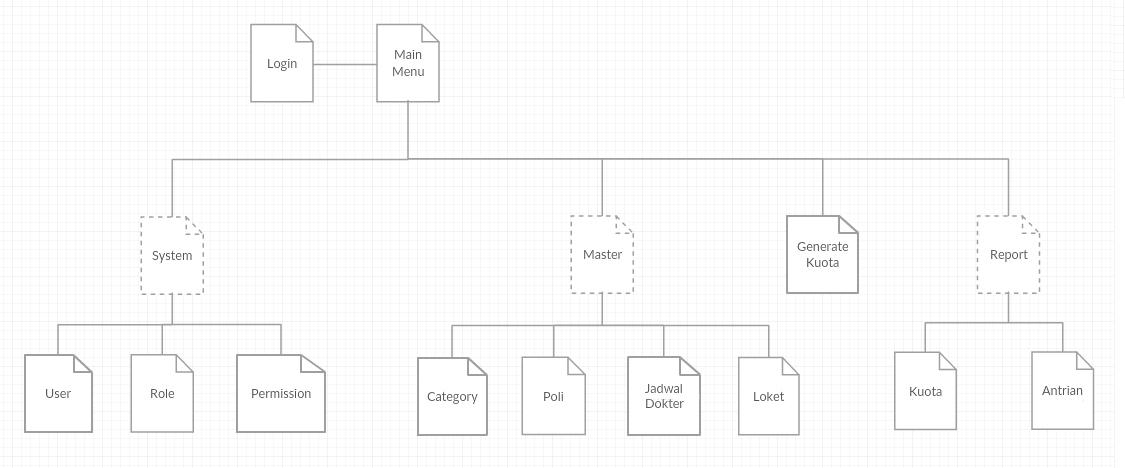 Login
Main
Menu
System
Master
Generate
Kuota
Report
User
Role
Permission
Category
Poli
Jadwal
Dokter
Loket
Kuota
Antrian